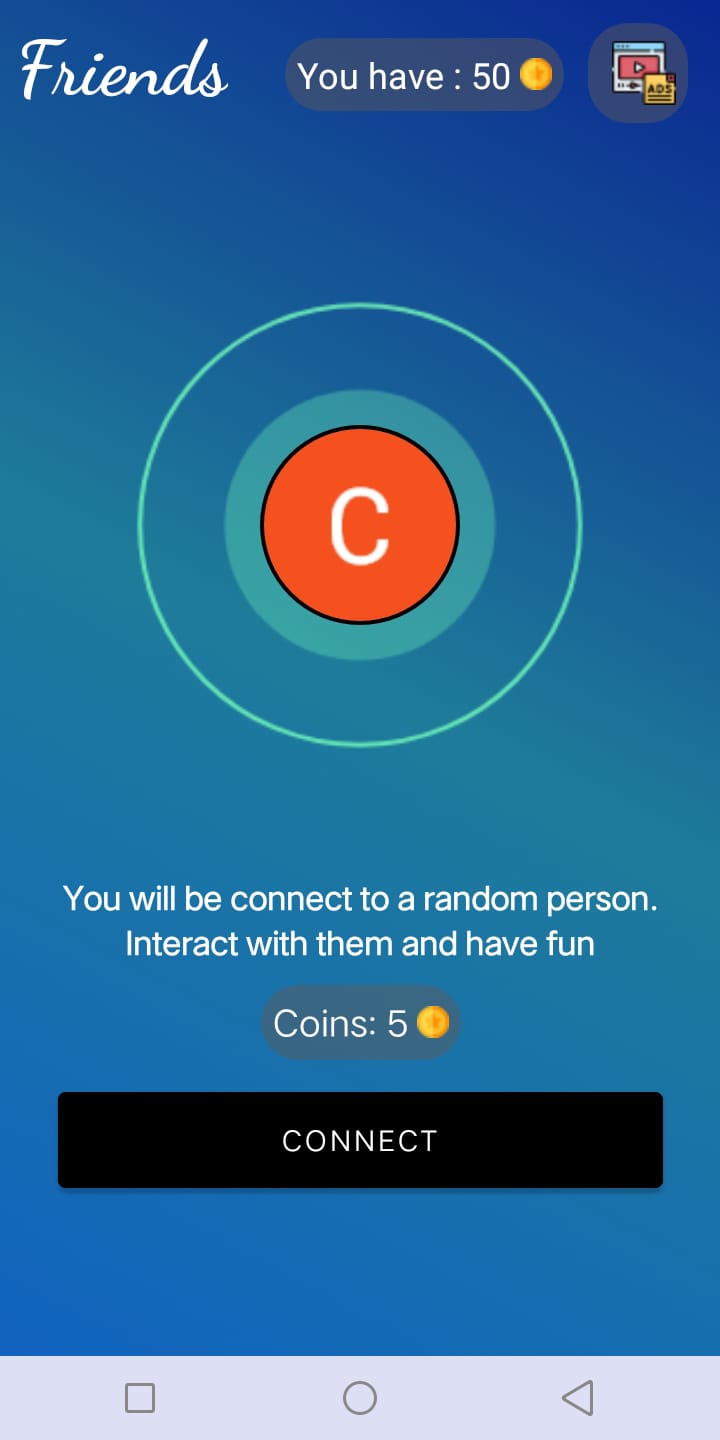 Friends
You have : 50
ADS
C
You will be connect to a random person.
Interact with them and have fun
Coins: 5
CONNECT